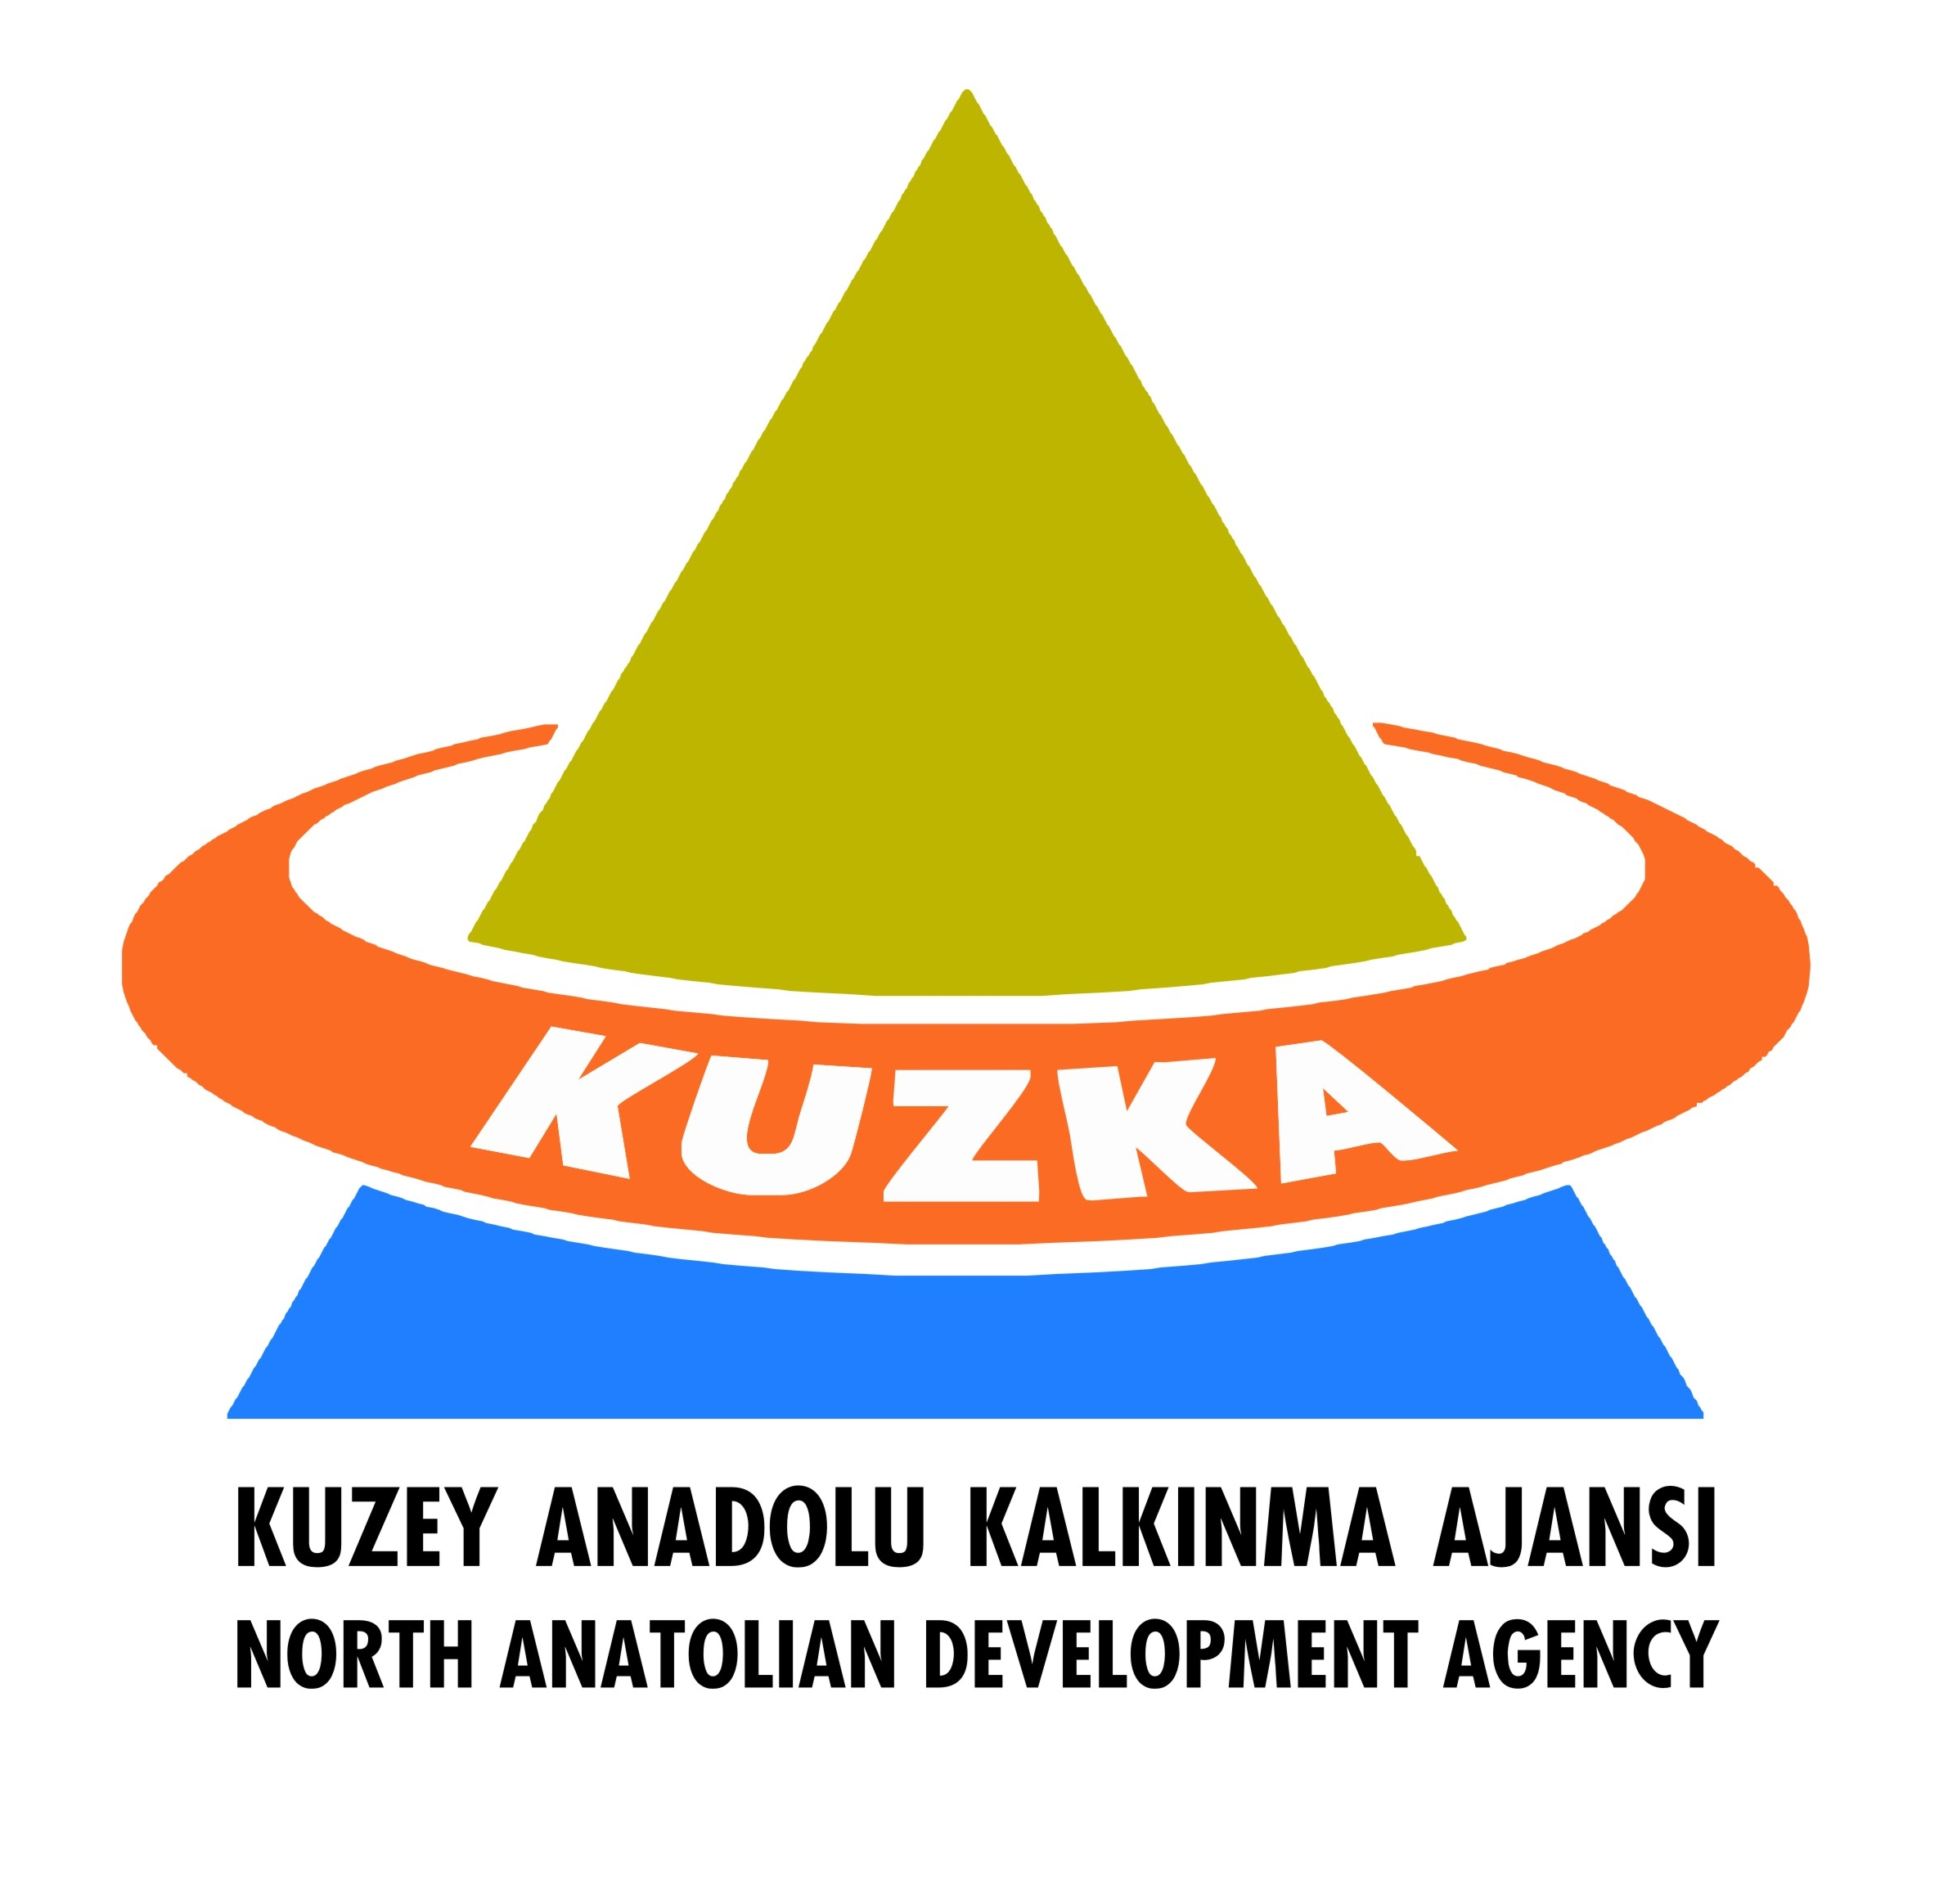 KUZKA
KUZEY ANADOLU KALKINMA AJANSI
NORTH ANATOLIAN DEVELOPMENT AGENCY